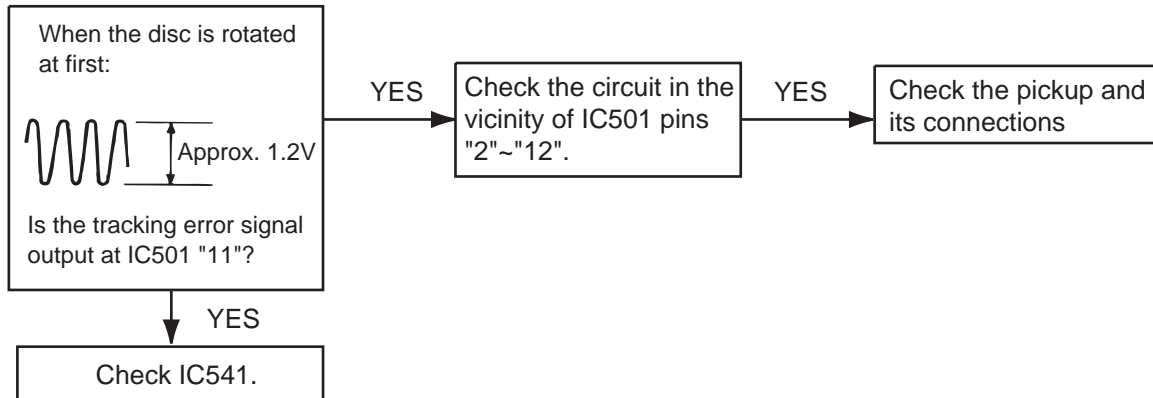 When the disc is rotated
at first:
Approx. 1.2V
Is the tracking error signal
output at IC501 "11"?
YES
Check the circuit in the
vicinity of IC501 pins
"2"~"12".
YES
Check the pickup and
its connections
YES
Check IC541.